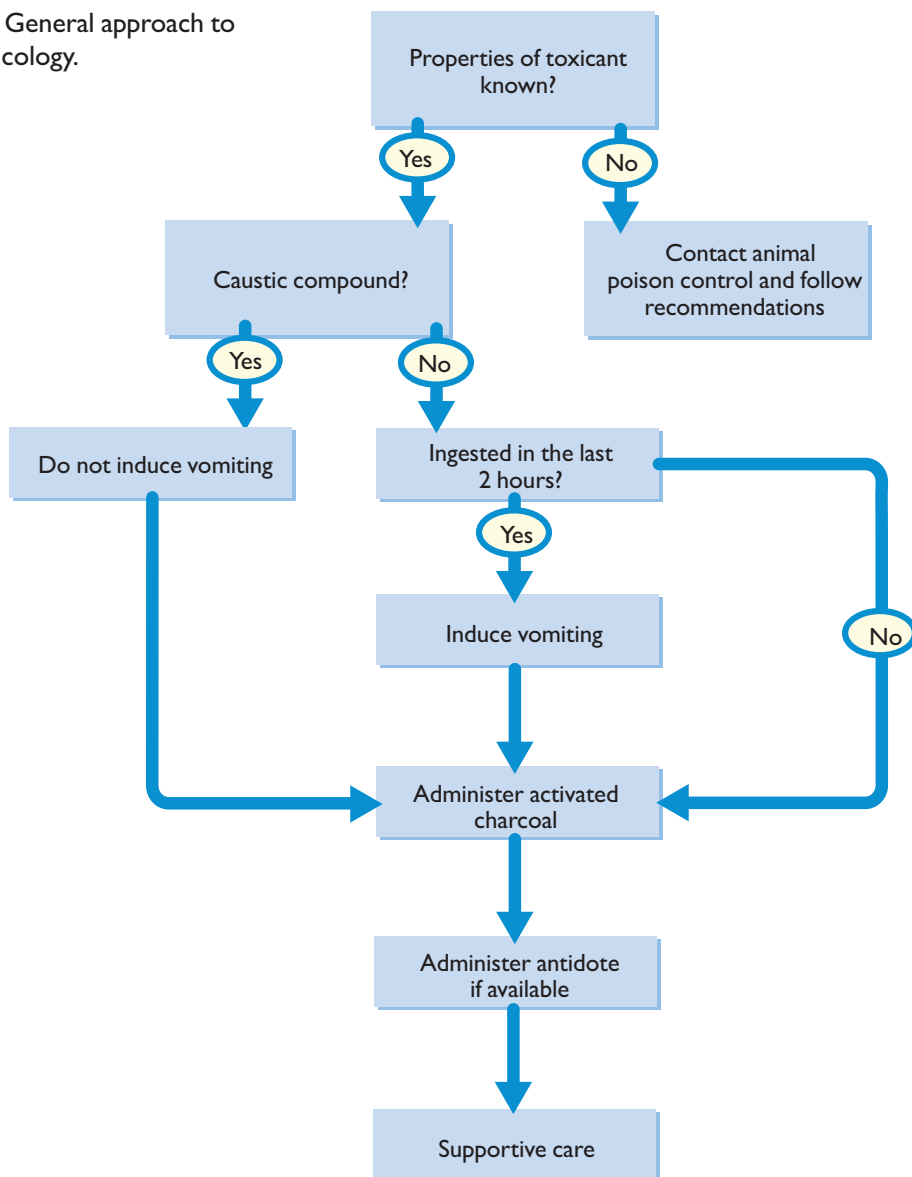 General approach to
cology.
Properties of toxicant
known?
Yes
No
Caustic compound?
Contact animal
poison control and follow
recommendations
Yes
No
Do not induce vomiting
Ingested in the last
2 hours?
Yes
Induce vomiting
No
Administer activated
charcoal
Administer antidote
if available
Supportive care